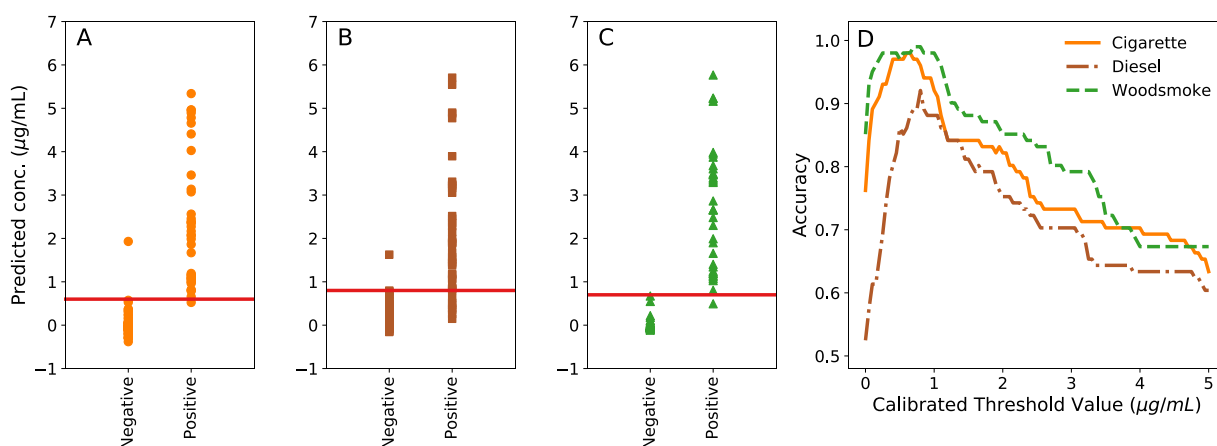 A
B
C
D
Predicted conc. (μg/mL)
7
6
5
4
3
2
1
0
−1
Negative
Positive
7
6
5
4
3
2
1
0
−1
Negative
Positive
7
6
5
4
3
2
1
0
−1
Negative
Positive
Accuracy
1.0
0.9
0.8
0.7
0.6
0.5
Cigarette
Diesel
Woodsmoke
0 1 2 3 4 5
Calibrated Threshold Value (μg/mL)